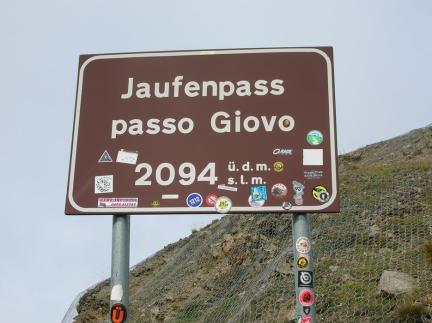 Jaufenpass
passo Giovo
2094 ü.d.m.
s.l.m.